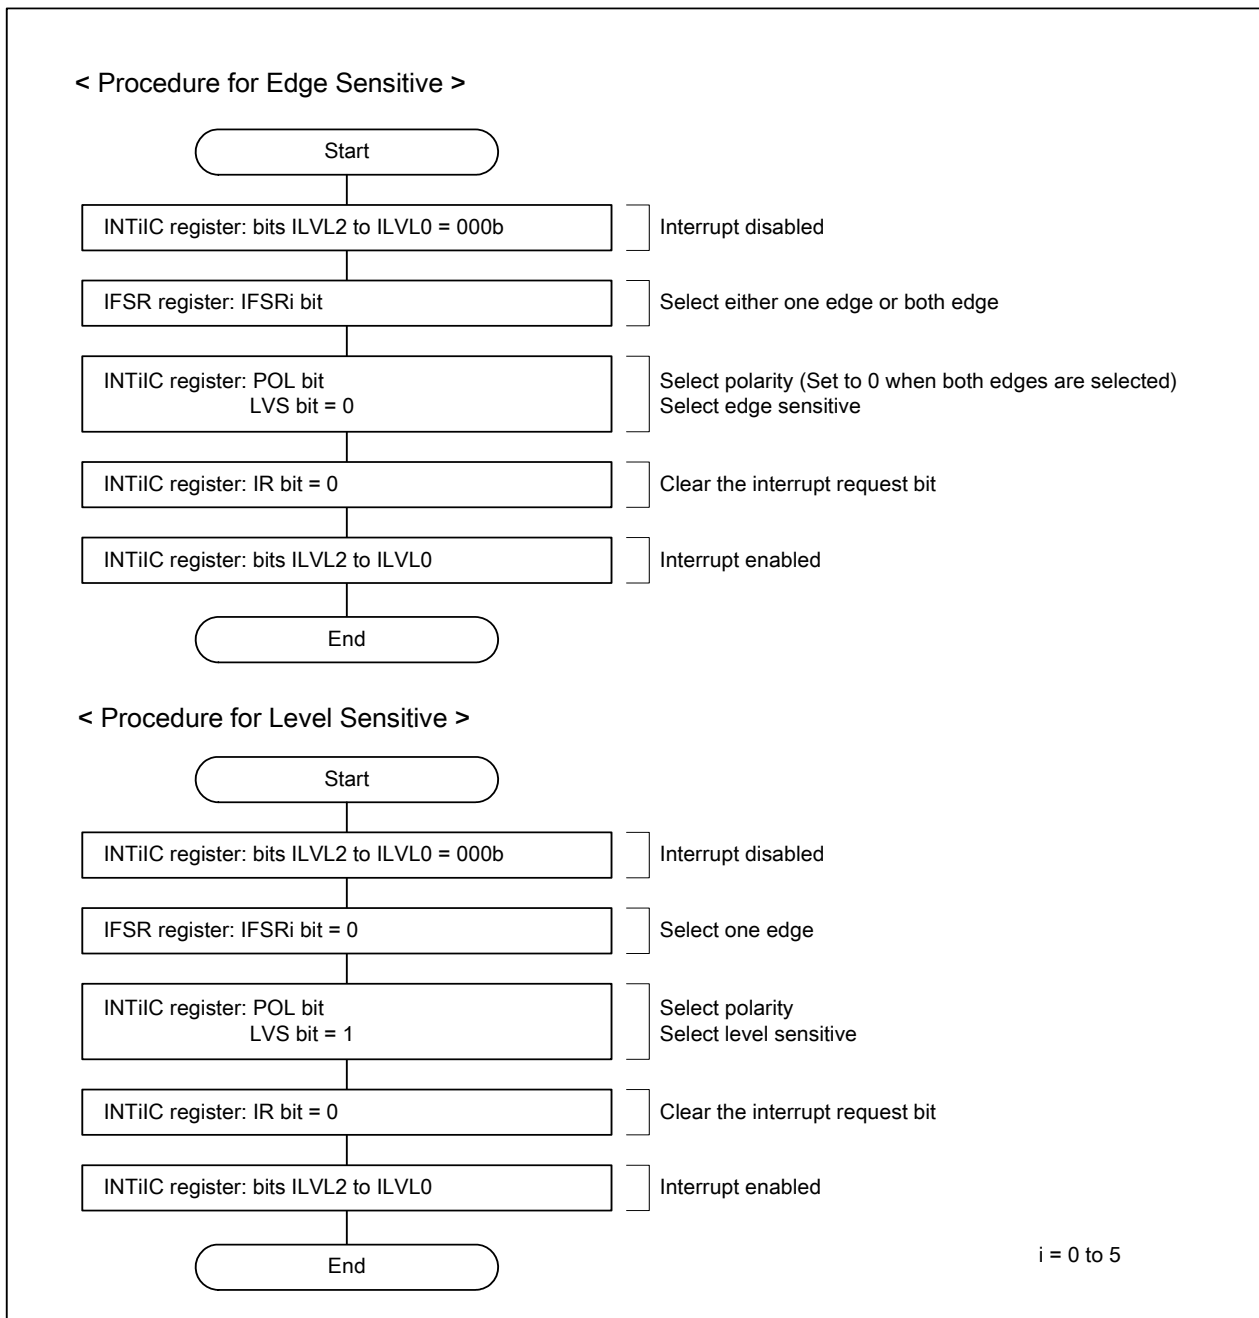 < Procedure for Edge Sensitive >
Start
INTiIC register: bits ILVL2 to ILVL0 = 000b
Interrupt disabled
IFSR register: IFSRi bit
Select either one edge or both edge
INTiIC register: POL bit
LVS bit = 0
Select polarity (Set to 0 when both edges are selected)
Select edge sensitive
INTiIC register: IR bit = 0
Clear the interrupt request bit
INTiIC register: bits ILVL2 to ILVL0
Interrupt enabled
End
< Procedure for Level Sensitive >
Start
INTiIC register: bits ILVL2 to ILVL0 = 000b
Interrupt disabled
IFSR register: IFSRi bit = 0
Select one edge
INTiIC register: POL bit
LVS bit = 1
Select polarity
Select level sensitive
INTiIC register: IR bit = 0
Clear the interrupt request bit
INTiIC register: bits ILVL2 to ILVL0
Interrupt enabled
End
i = 0 to 5